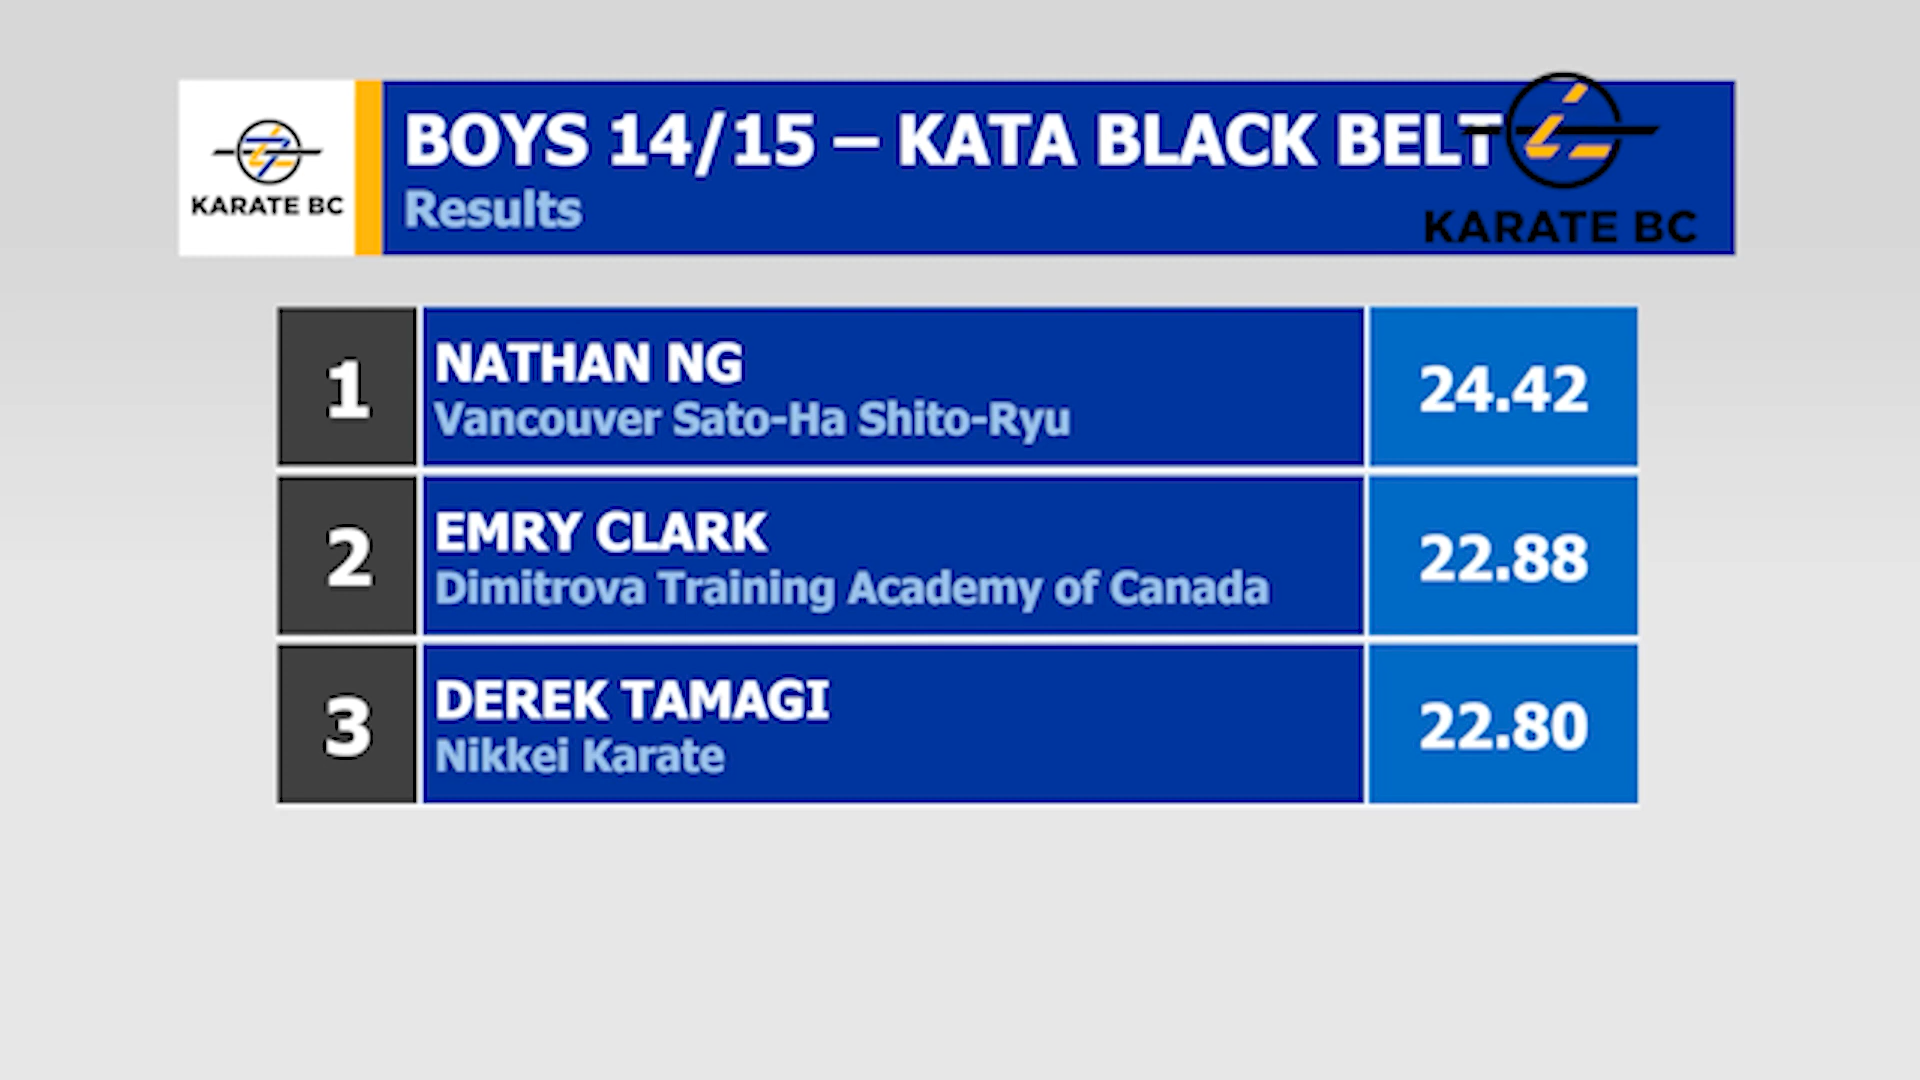 KARATE BC
BOYS 14/15 – KATA BLACK BELT
Results
KARATE BC
1
NATHAN NG
Vancouver Sato-Ha Shito-Ryu
24.42
2
EMRY CLARK
Dimitrova Training Academy of Canada
22.88
3
DEREK TAMAGI
Nikkei Karate
22.80